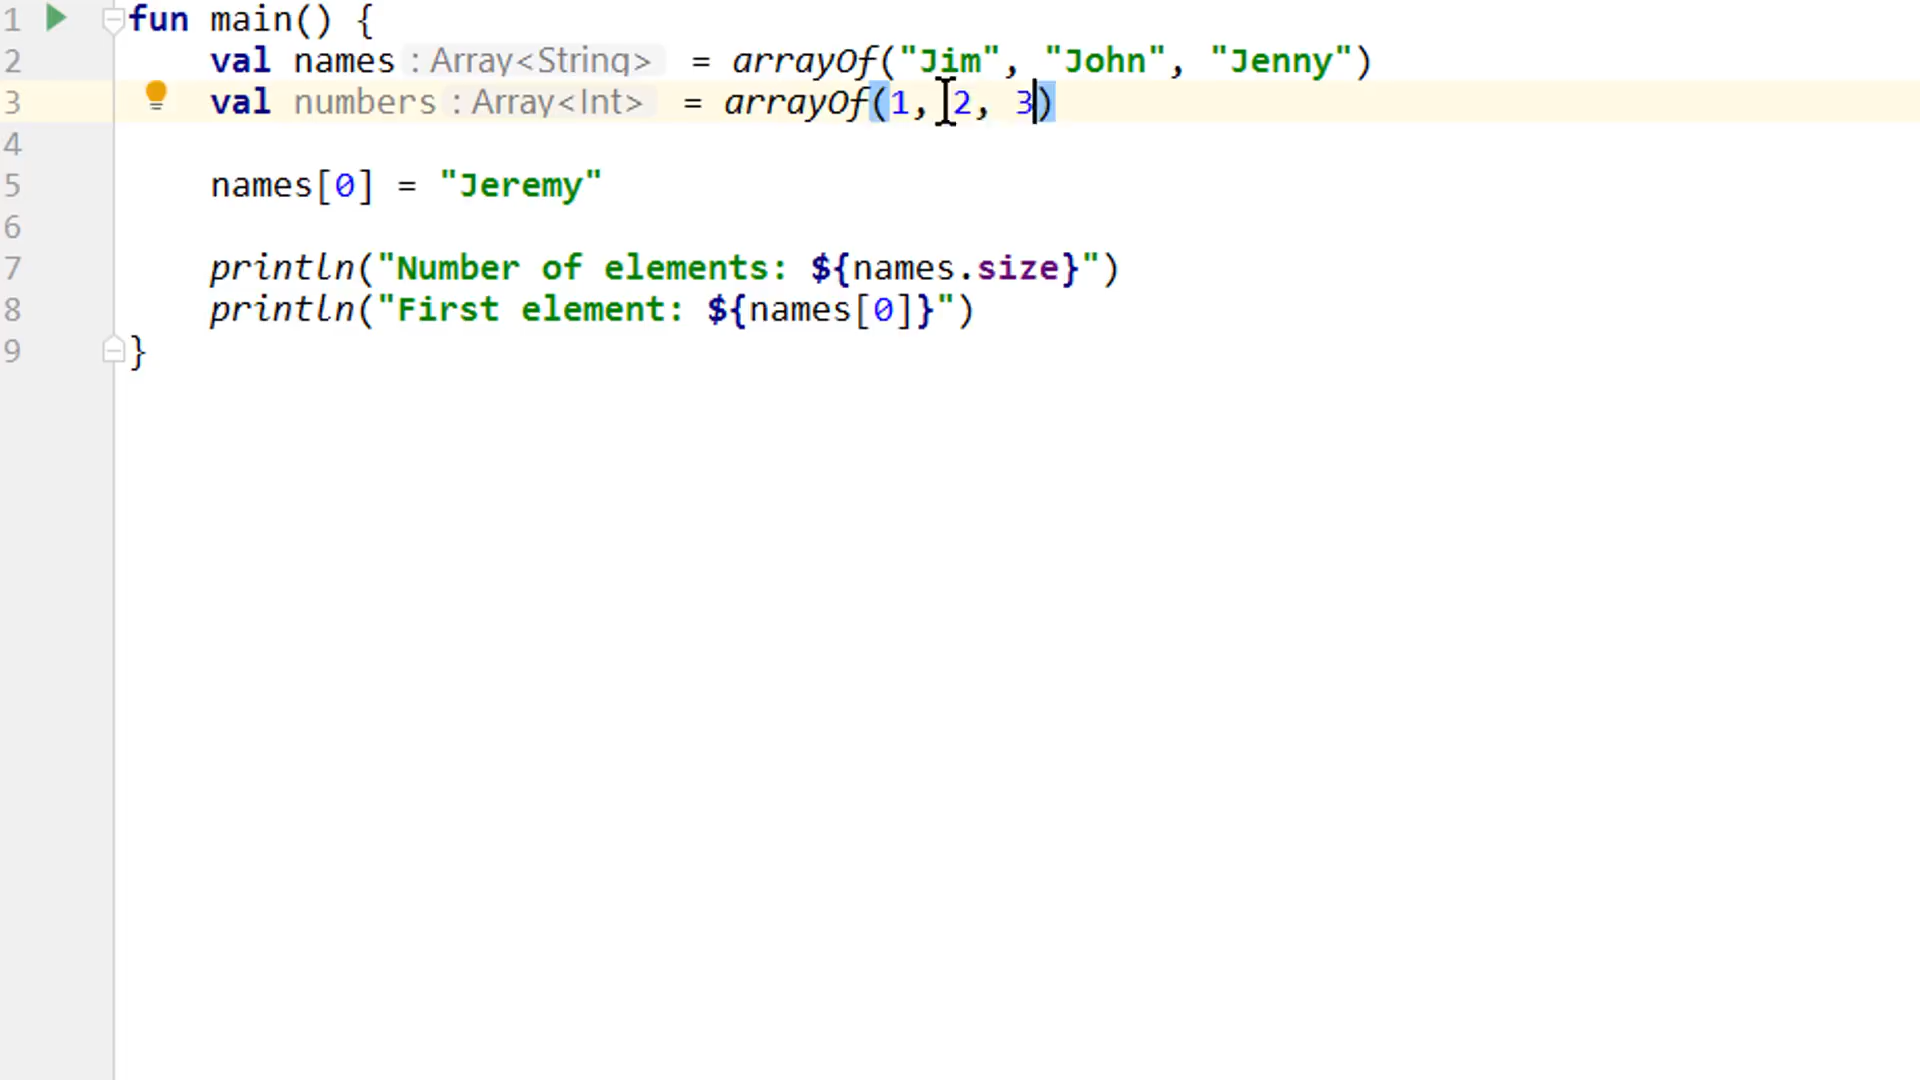 1 fun main() {
2 val names : Array<String> = arrayOf("Jim", "John", "Jenny")
3 val numbers : Array<Int> = arrayOf(1, 2, 3)
4
5 names[0] = "Jeremy"
6
7 println("Number of elements: ${names.size}")
8 println("First element: ${names[0]}")
9 }